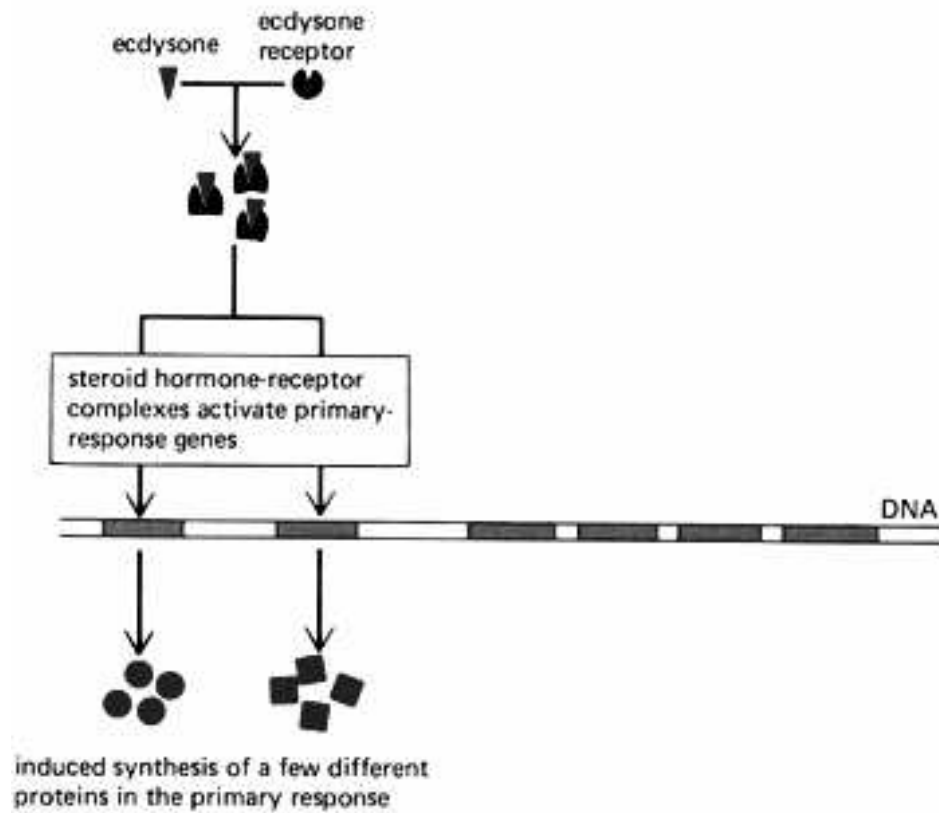 ecdysone
ecdysone
receptor
steroid hormone-receptor
complexes activate primary-
response genes
DNA
induced synthesis of a few different
proteins in the primary response